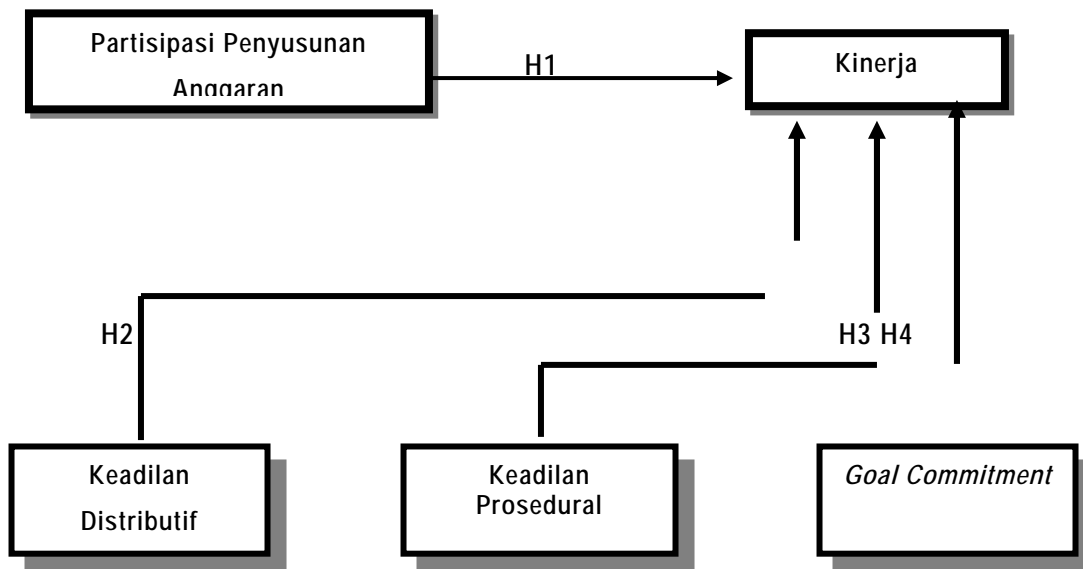 Partisipasi Penyusunan
Anggaran
H1
Kinerja
H2
H3 H4
Keadilan
Distributif
Keadilan
Prosedural
Goal Commitment